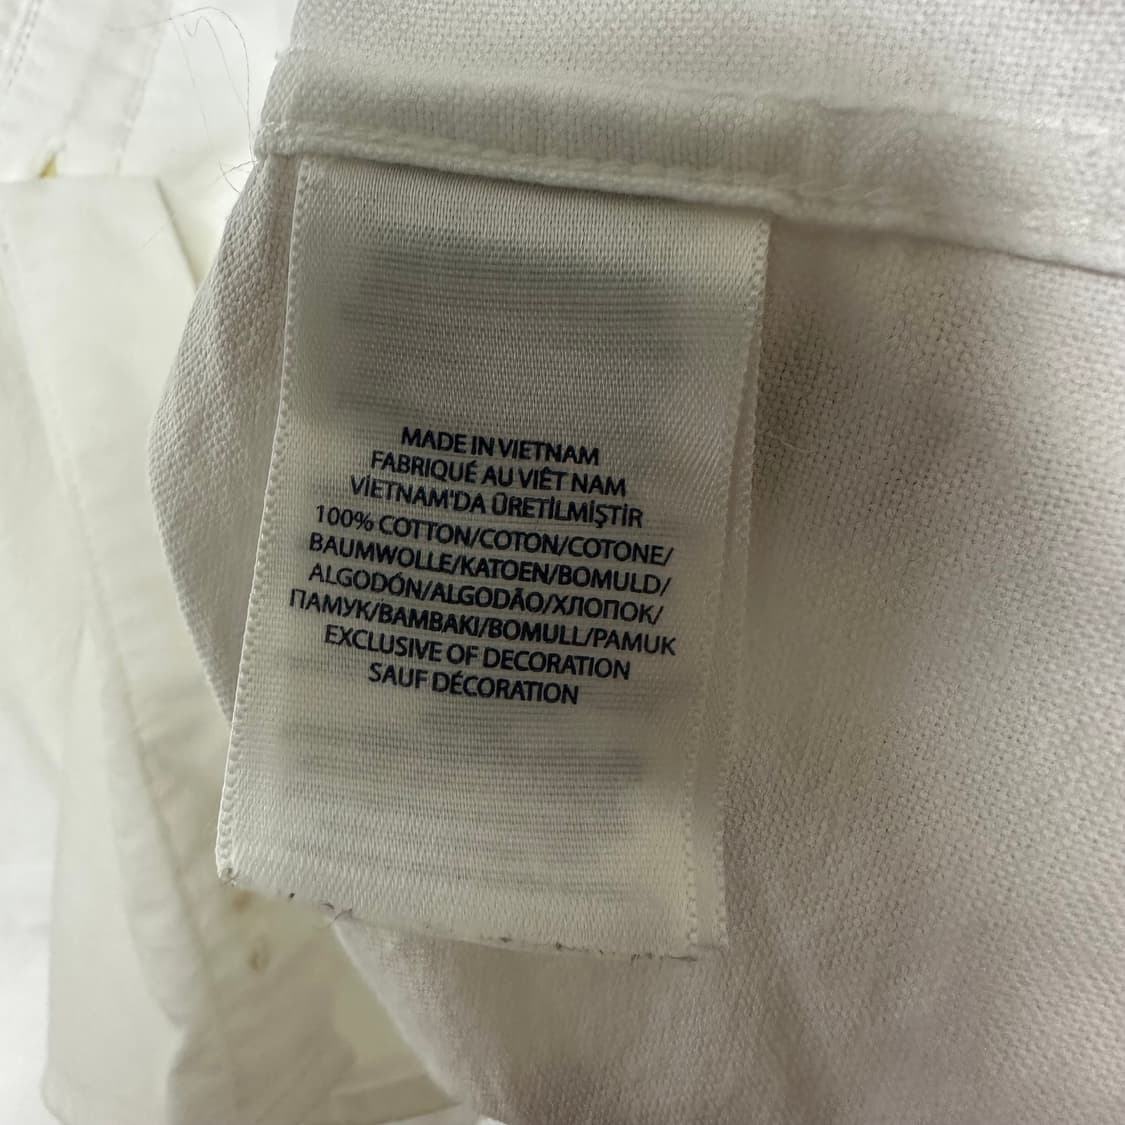 MADE IN VIETNAM
FABRIQUÉ AU VIÊT NAM
VİETNAM'DA ÜRETİLMİŞTİR
100% COTTON/COTON/COTONE/
BAUMWOLLE/KATOEN/BOMULD/
ALGODÓN/ALGODÃO/ХЛОПОК/
ПАМУК/BAMBAKI/BOMULL/PAMUK
EXCLUSIVE OF DECORATION
SAUF DÉCORATION